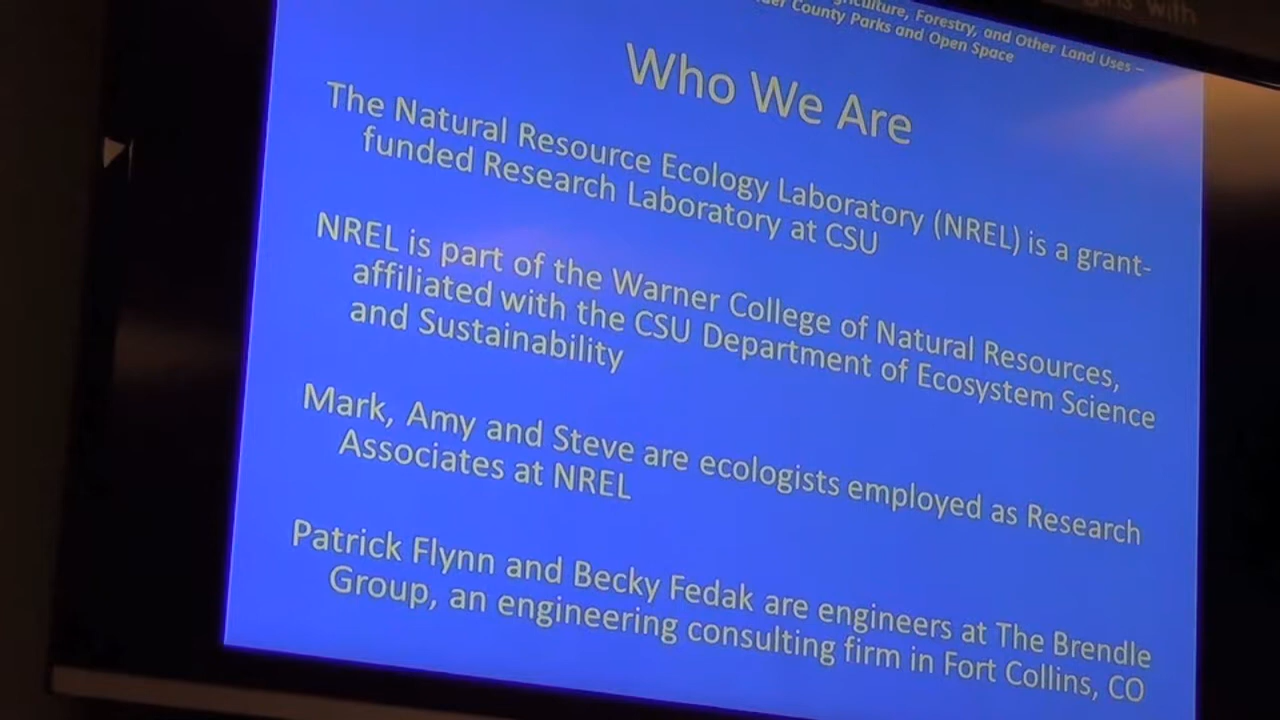 Forestry, and Other Land Uses –
County Parks and Open Space
Who We Are
The Natural Resource Ecology Laboratory (NREL) is a grant-
funded Research Laboratory at CSU
NREL is part of the Warner College of Natural Resources,
affiliated with the CSU Department of Ecosystem Science
and Sustainability
Mark, Amy and Steve are ecologists employed as Research
Associates at NREL
Patrick Flynn and Becky Fedak are engineers at The Brendle
Group, an engineering consulting firm in Fort Collins, CO